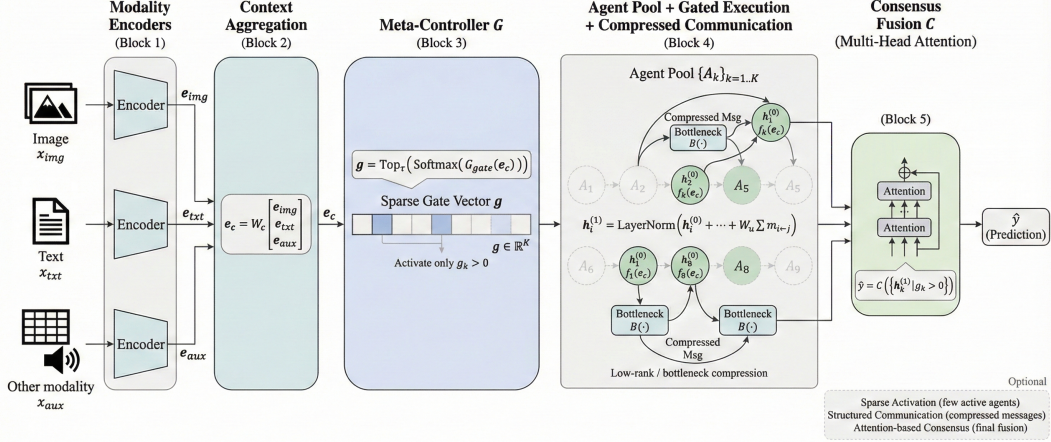 Modality
Encoders
(Block 1)
Context
Aggregation
(Block 2)
Meta-Controller G
(Block 3)
Agent Pool + Gated Execution
+ Compressed Communication
(Block 4)
Consensus
Fusion C
(Multi-Head Attention)
Image
x_img
Encoder
e_img
Text
x_txt
Encoder
e_txt
Other modality
x_aux
Encoder
e_aux
e_c = W_c [e_img e_txt e_aux]
e_c
g = Top_T(Softmax(G_gate(e_c)))
Sparse Gate Vector g
g ∈ ℝ^K
Activate only g_k > 0
Agent Pool {A_k}_{k=1..K}
Compressed Msg
Bottleneck
B(·)
h_1^(0)
f_k(e_c)
A_1
A_2
h_2^(0)
f_k(e_c)
A_5
A_5
h_i^(1) = LayerNorm(h_i^(0) + ⋯ + W_u ∑ m_{i←j})
A_6
h_1^(0)
f_1(e_c)
h_8^(0)
f_8(e_c)
A_8
A_9
Bottleneck
B(·)
Bottleneck
B(·)
Compressed
Msg
Low-rank / bottleneck compression
(Block 5)
Attention
...
Attention
ŷ = C({h_k^(1) | g_k > 0})
ŷ
(Prediction)
Optional
Sparse Activation (few active agents)
Structured Communication (compressed messages)
Attention-based Consensus (final fusion)